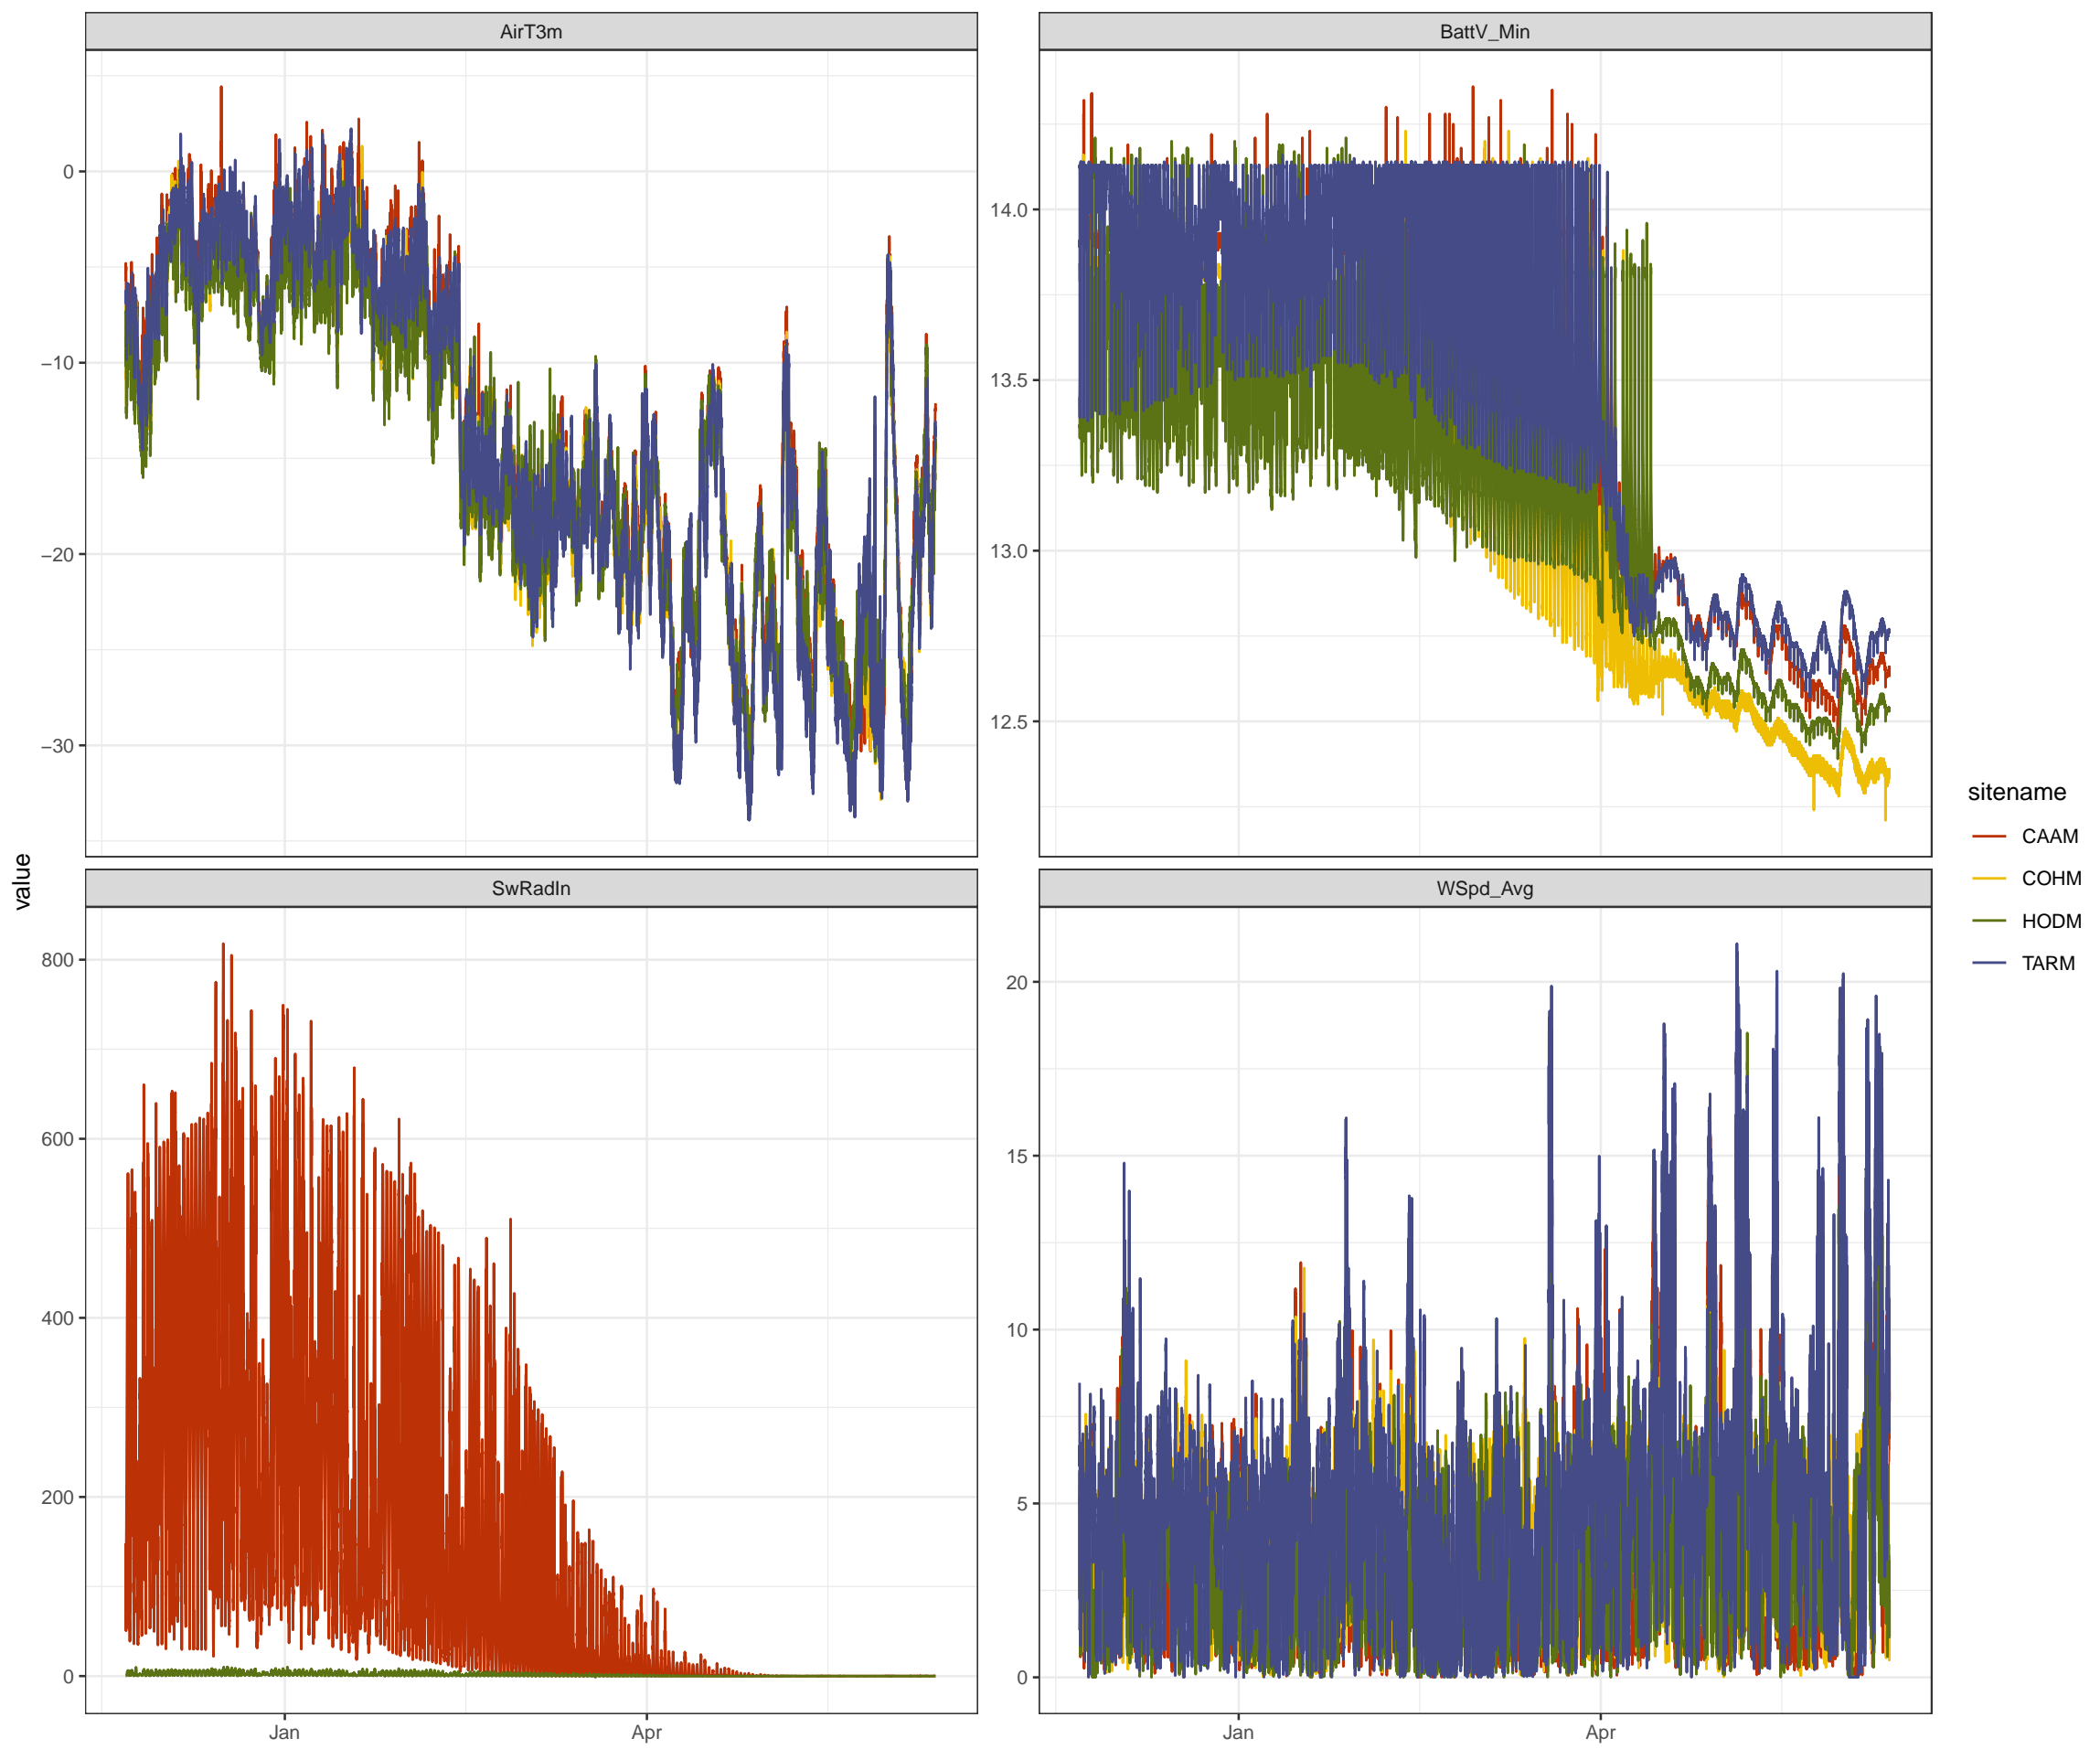 AirT3m
BattV_Min
0
−10
−20
−30
14.0
13.5
13.0
12.5
SwRadIn
WSpd_Avg
800
600
400
200
0
20
15
10
5
0
Jan
Apr
Jan
Apr
value
sitename
CAAM
COHM
HODM
TARM